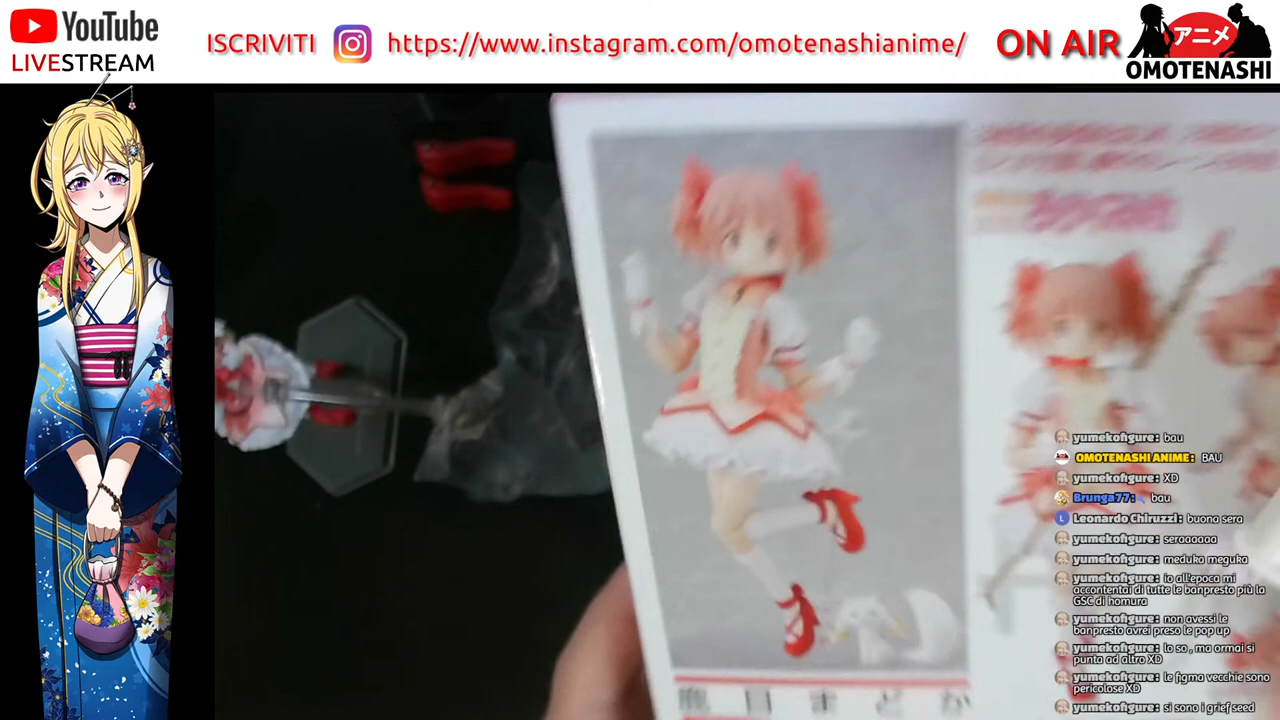 YouTube
LIVESTREAM
ISCRIVITI
https://www.instagram.com/omotenashianime/
ON AIR
アニメ
OMOTENASHI
yumekofigure: bau
OMOTENASHI ANIME: BAU
yumekofigure: XD
Brunga77: bau
Leonardo Chiruzzi: buona sera
yumekofigure: seraaaaaa
yumekofigure: meduka meguka
yumekofigure: io all'epoca mi
accontentai di tutte le banpresto più la
GSC di homura
yumekofigure: non avessi le
banpresto avrei preso le pop up
yumekofigure: lo so , ma ormai si
punta ad altro XD
yumekofigure: le figma vecchie sono
pericolose XD
yumekofigure: si sono i grief seed